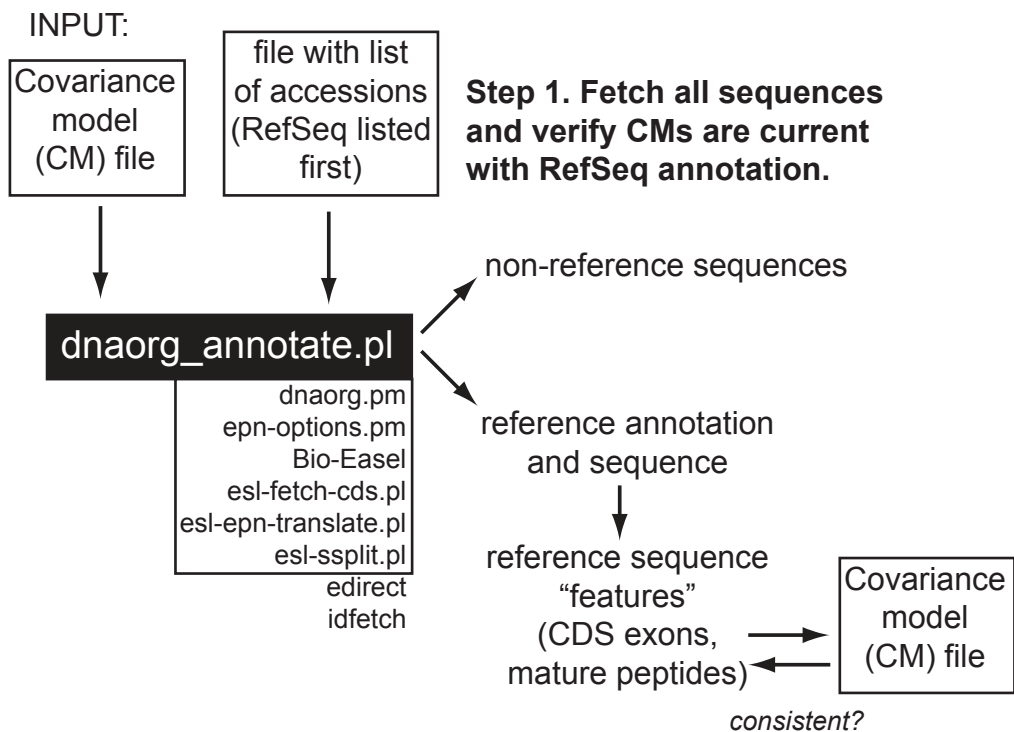 INPUT:
Covariance
model
(CM) file
file with list
of accessions
(RefSeq listed
first)
Step 1. Fetch all sequences
and verify CMs are current
with RefSeq annotation.
non-reference sequences
dnaorg_annotate.pl
dnaorg.pm
epn-options.pm
Bio-Easel
esl-fetch-cds.pl
esl-epn-translate.pl
esl-ssplit.pl
edirect
idfetch
reference annotation
and sequence
reference sequence
“features”
(CDS exons,
mature peptides)
Covariance
model
(CM) file
consistent?